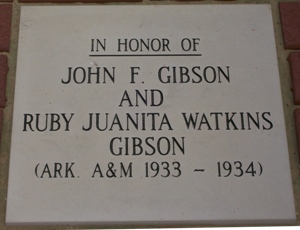 IN HONOR OF
JOHN F. GIBSON
AND
RUBY JUANITA WATKINS
GIBSON
(ARK. A&M 1933 - 1934)